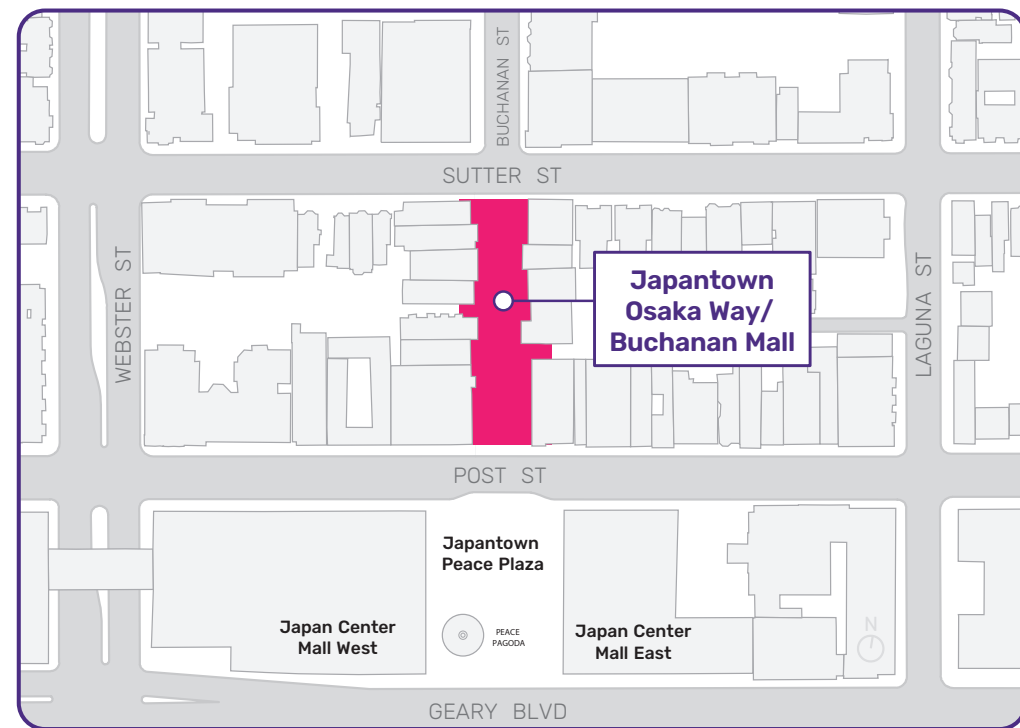 BUCHANAN ST
SUTTER ST
WEBSTER ST
Japantown
Osaka Way/
Buchanan Mall
LAGUNA ST
POST ST
Japantown
Peace Plaza
Japan Center
Mall West
PEACE
PAGODA
Japan Center
Mall East
N
GEARY BLVD